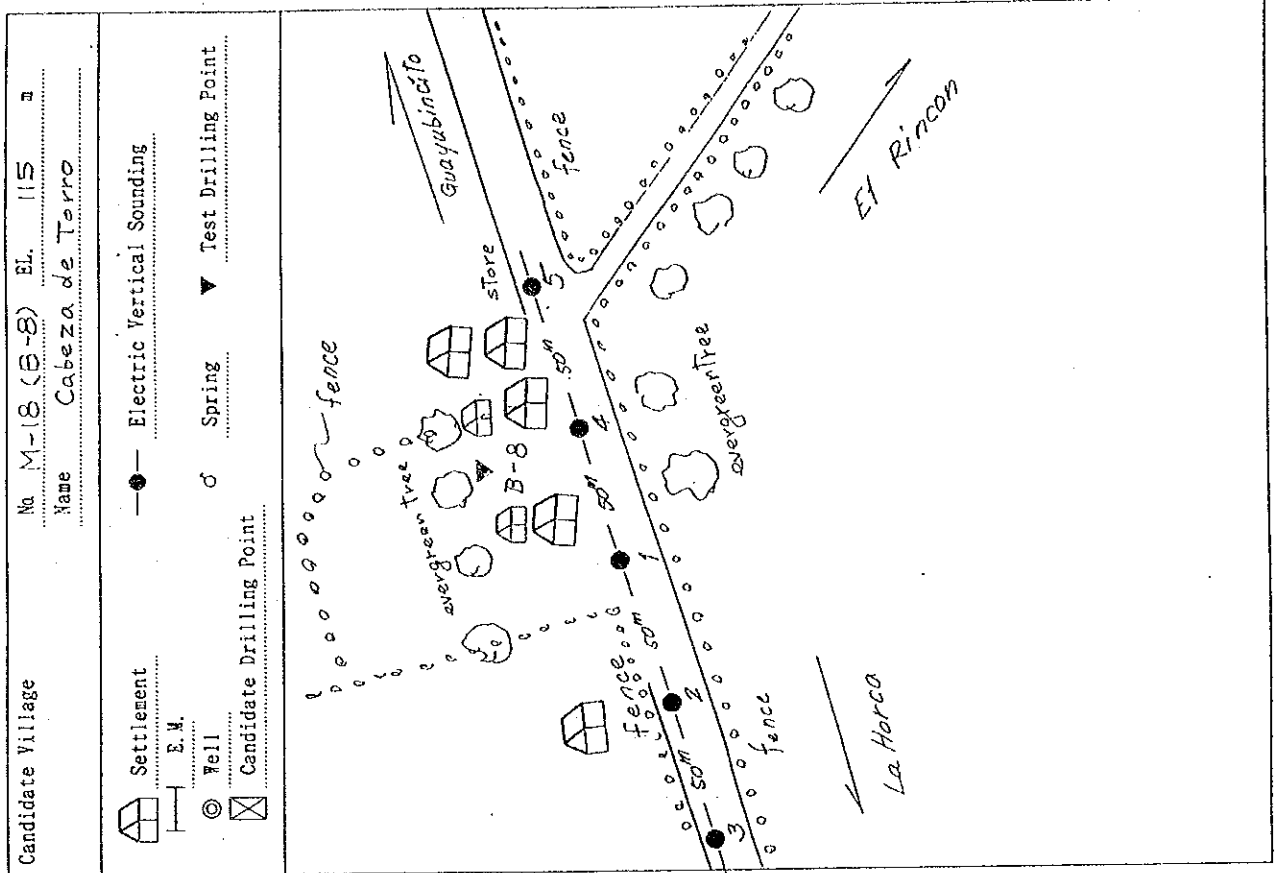 Candidate Village
No M-18 (B-8) EL. 115 m
Name Cabeza de Torro
Settlement
E.M.
Well
Candidate Drilling Point
Electric Vertical Sounding
Spring
Test Drilling Point
fence
evergreen tree
B-8
store
Guayabincito
fence
El Rincon
evergreen Tree
fence
fence
La Horca
3
50m
2
50m
1
50m
4
50m
5